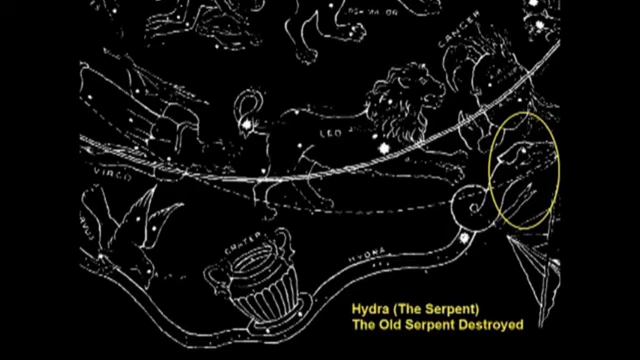 CANCER
LEO
VIRGO
CRATER
HYDRA
Hydra (The Serpent)
The Old Serpent Destroyed